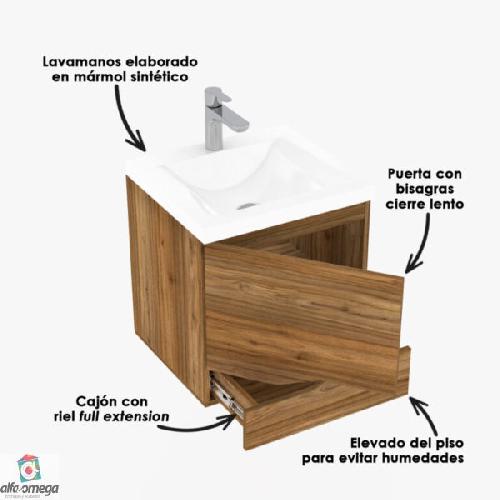 Lavamanos elaborado
en mármol sintético
Puerta con
bisagras
cierre lento
Cajón con
riel full extension
Elevado del piso
para evitar humedades
alfa omega